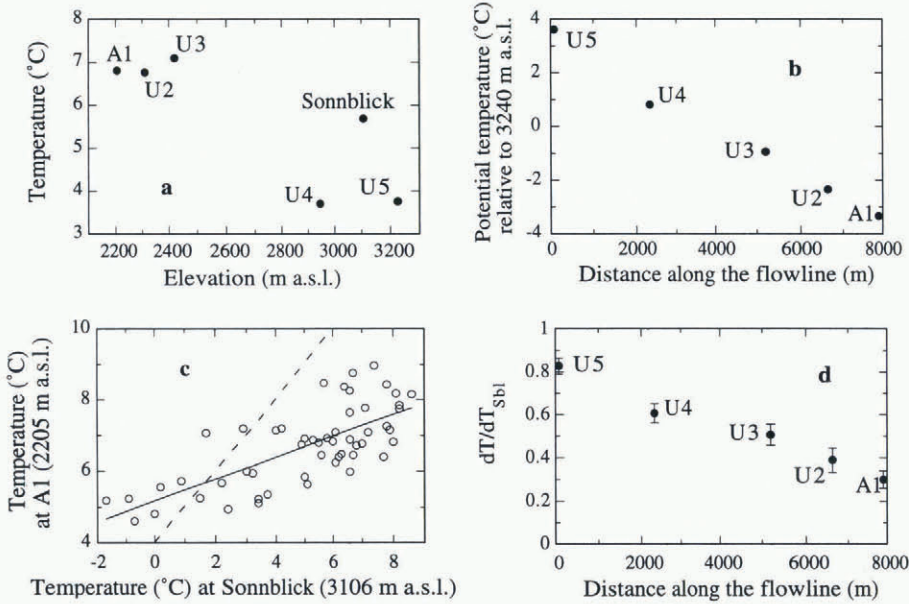 Temperature (°C)
8
7
6
5
4
3
A1
U2
U3
Sonnblick
U4
U5
a
2200 2400 2600 2800 3000 3200
Elevation (m a.s.l.)
Potential temperature (°C)
relative to 3240 m a.s.l.
4
2
0
-2
-4
U5
U4
U3
U2
A1
b
0 2000 4000 6000 8000
Distance along the flowline (m)
Temperature (°C)
at A1 (2205 m a.s.l.)
10
8
6
4
c
-2 0 2 4 6 8
Temperature (°C) at Sonnblick (3106 m a.s.l.)
dT/dT_Sbl
1
0.8
0.6
0.4
0.2
0
U5
U4
U3
U2
A1
d
0 2000 4000 6000 8000
Distance along the flowline (m)